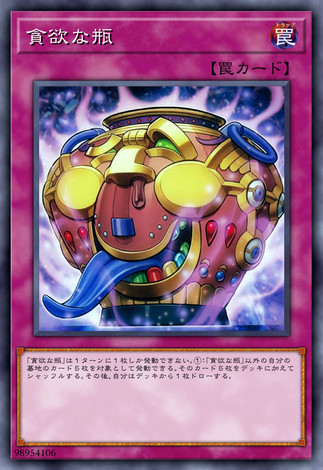 貪欲な瓶
トラップ
罠
【罠カード】
「貪欲な瓶」は１ターンに１枚しか発動できない。①：「貪欲な瓶」以外の自分の
墓地のカード５枚を対象として発動できる。そのカード５枚をデッキに加えて
シャッフルする。その後、自分はデッキから１枚ドローする。
98954106